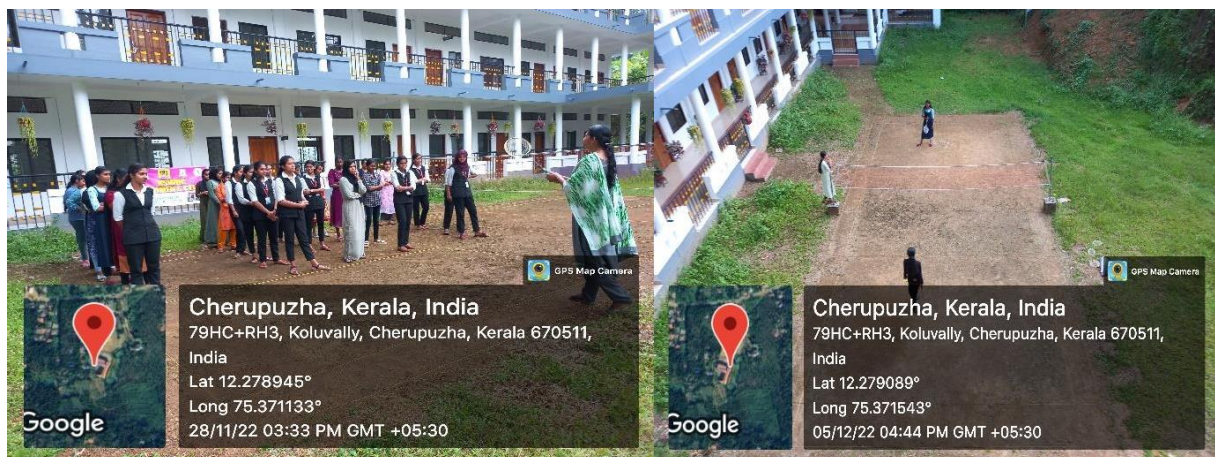 GPS Map Camera
Cherupuzha, Kerala, India
79HC+RH3, Koluvally, Cherupuzha, Kerala 670511,
India
Lat 12.278945°
Long 75.371133°
28/11/22 03:33 PM GMT +05:30
Google
GPS Map Camera
Cherupuzha, Kerala, India
79HC+RH3, Koluvally, Cherupuzha, Kerala 670511,
India
Lat 12.279089°
Long 75.371543°
05/12/22 04:44 PM GMT +05:30
Google